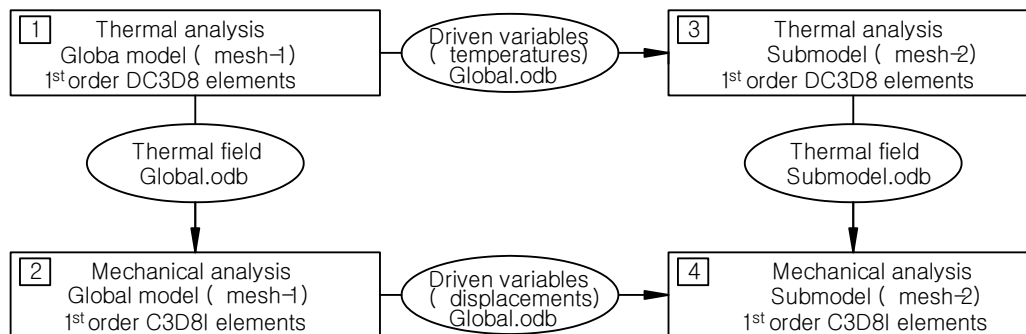 1
Thermal analysis
Globa model ( mesh-1)
1st order DC3D8 elements
Driven variables
( temperatures)
Global.odb
3
Thermal analysis
Submodel ( mesh-2)
1st order DC3D8 elements
Thermal field
Global.odb
Thermal field
Submodel.odb
2
Mechanical analysis
Global model ( mesh-1)
1st order C3D8I elements
Driven variables
( displacements)
Global.odb
4
Mechanical analysis
Submodel ( mesh-2)
1st order C3D8I elements